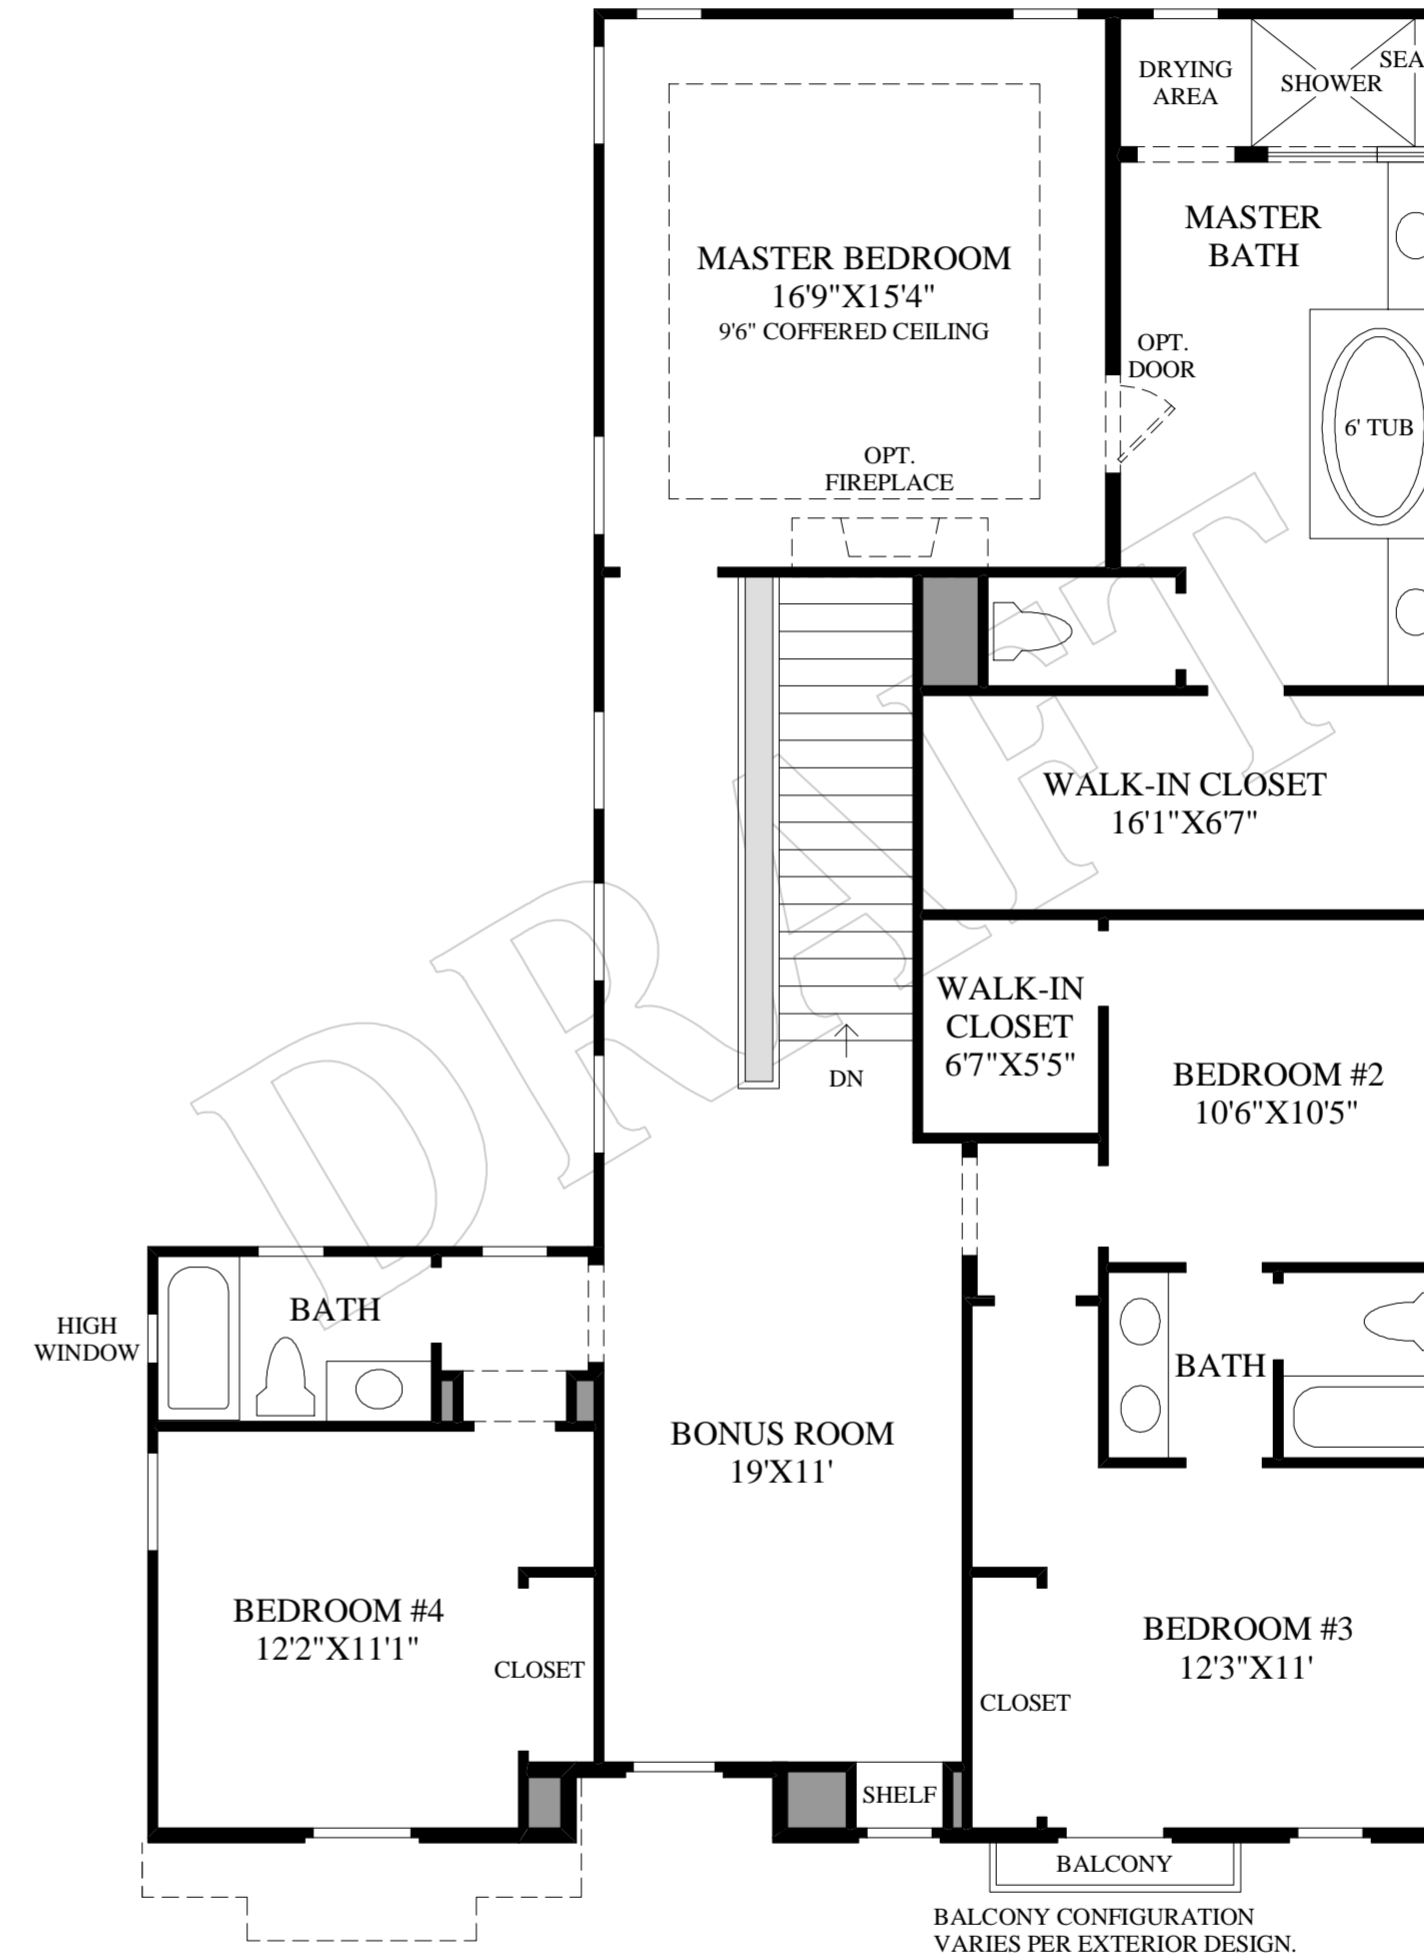 DRYING
AREA
SHOWER
SEA
MASTER
BATH
MASTER BEDROOM
16'9"X15'4"
9'6" COFFERED CEILING
OPT.
DOOR
6' TUB
OPT.
FIREPLACE
DRAFT
WALK-IN CLOSET
16'1"X6'7"
WALK-IN
CLOSET
6'7"X5'5"
DN
BEDROOM #2
10'6"X10'5"
HIGH
WINDOW
BATH
BATH
BONUS ROOM
19'X11'
BEDROOM #4
12'2"X11'1"
CLOSET
BEDROOM #3
12'3"X11'
CLOSET
SHELF
BALCONY
BALCONY CONFIGURATION
VARIES PER EXTERIOR DESIGN.